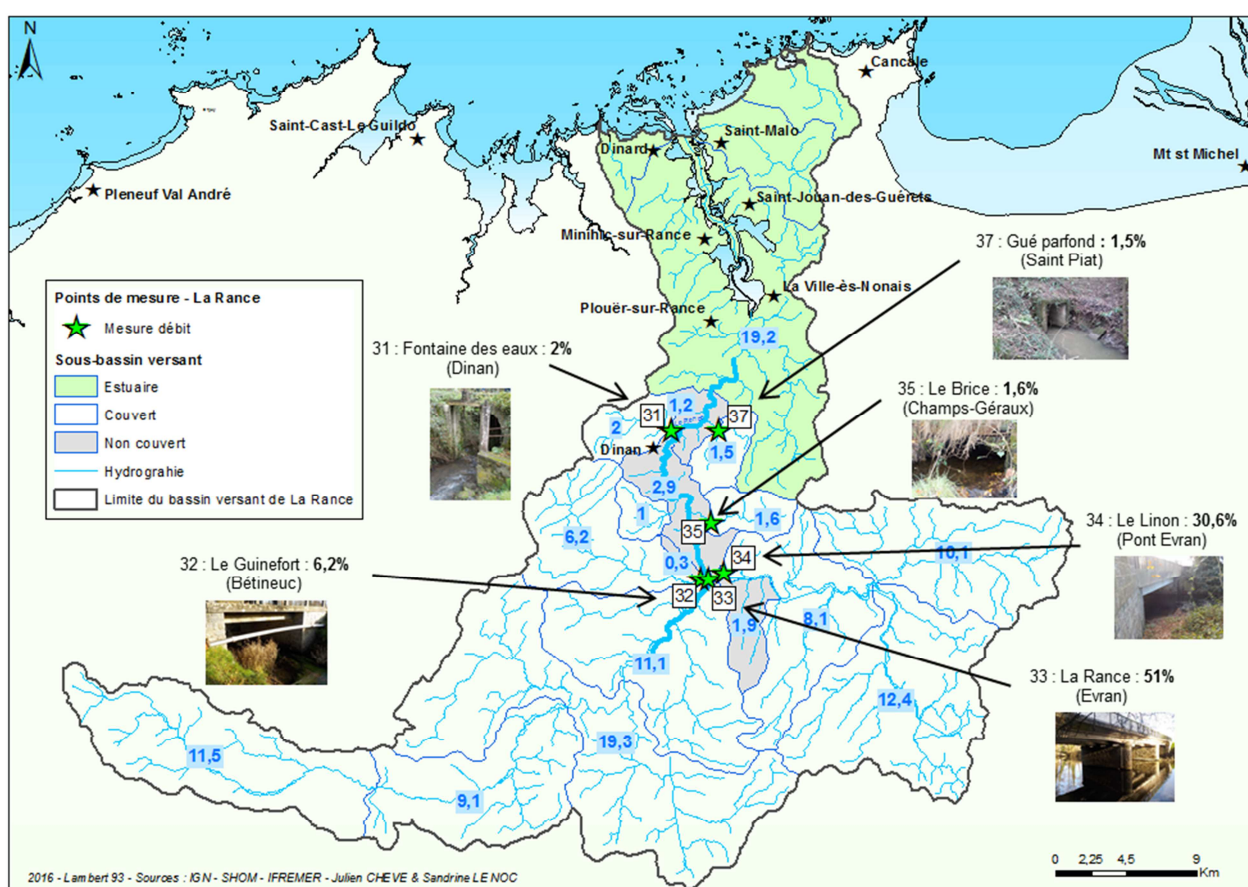 N
Cancale
Saint-Cast-Le Guildo
Saint-Malo
Dinard
Mt st Michel
Pleneuf Val André
Saint-Jouan-des-Guérets
Minihic-sur-Rance
37 : Gué parfond : 1,5%
(Saint Piat)
La Ville-ès-Nonais
Plouër-sur-Rance
19,2
Points de mesure - La Rance
Mesure débit
Sous-bassin versant
Estuaire
Couvert
Non couvert
Hydrograhie
Limite du bassin versant de La Rance
31 : Fontaine des eaux : 2%
(Dinan)
35 : Le Brice : 1,6%
(Champs-Géraux)
1,2
31
37
2
Dinan
1,5
2,9
1
1,6
35
6,2
0,3
34
10,1
34 : Le Linon : 30,6%
(Pont Evran)
32 : Le Guinefort : 6,2%
(Bétineuc)
32
33
1,9
8,1
11,1
33 : La Rance : 51%
(Evran)
12,4
19,3
11,5
9,1
0 2,25 4,5 9
Km
2016 - Lambert 93 - Sources : IGN - SHOM - IFREMER - Julien CHEVE & Sandrine LE NOC